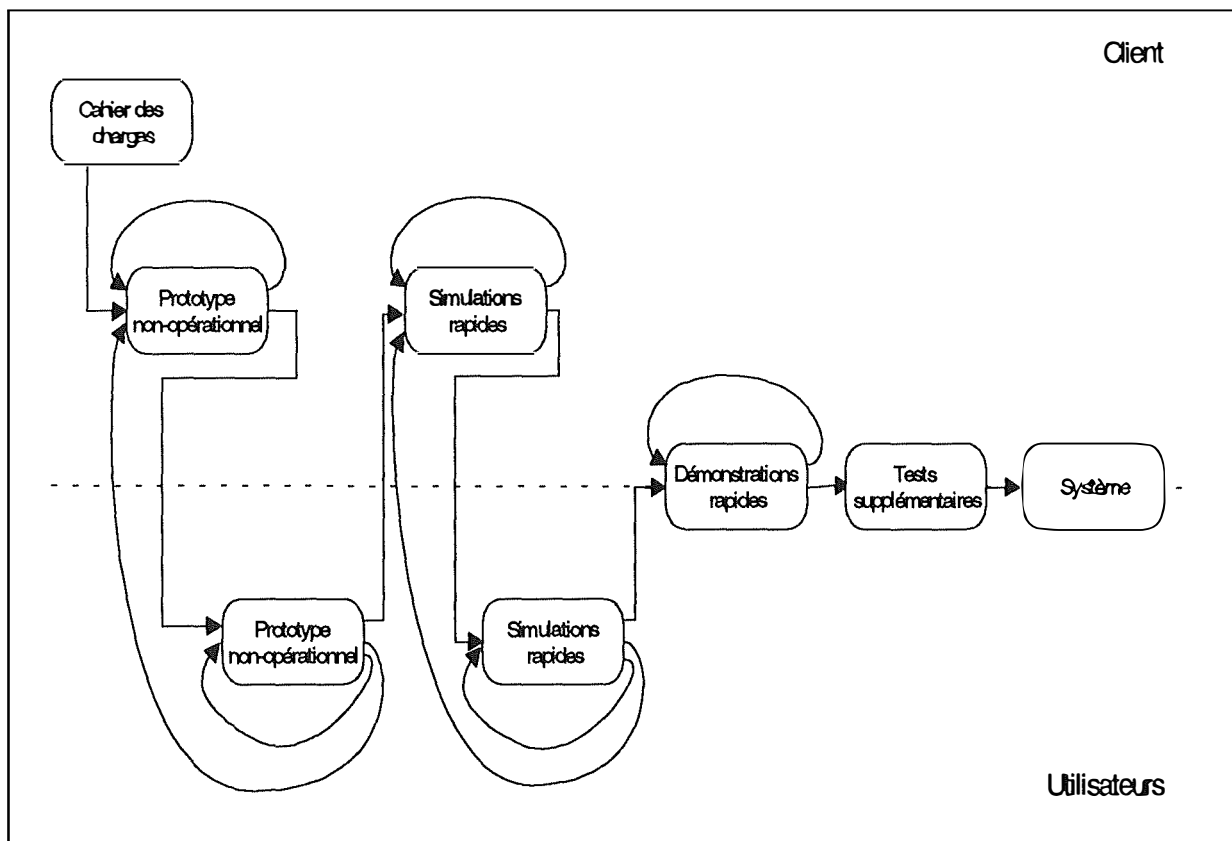 Client
Cahier des
charges
Prototype
non-opérationnel
Simulations
rapides
Démonstrations
rapides
Tests
supplémentaires
Système
Prototype
non-opérationnel
Simulations
rapides
Utilisateurs